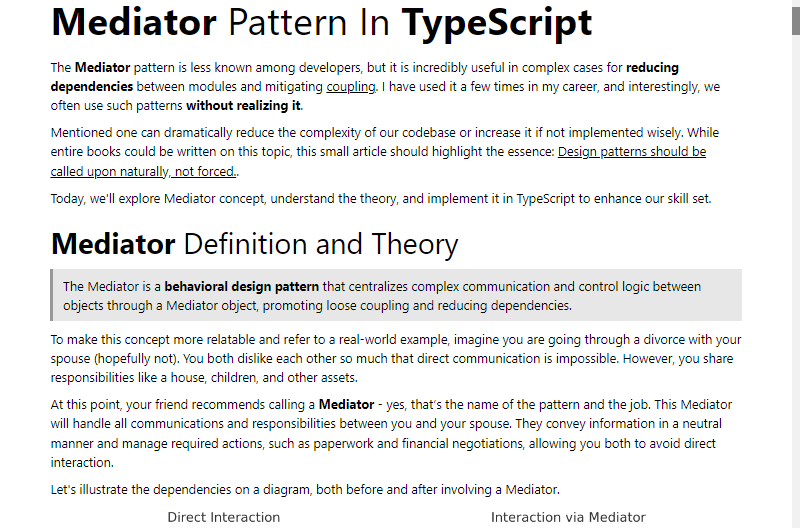 Mediator Pattern In TypeScript
The Mediator pattern is less known among developers, but it is incredibly useful in complex cases for reducing
dependencies between modules and mitigating coupling. I have used it a few times in my career, and interestingly, we
often use such patterns without realizing it.
Mentioned one can dramatically reduce the complexity of our codebase or increase it if not implemented wisely. While
entire books could be written on this topic, this small article should highlight the essence: Design patterns should be
called upon naturally, not forced..
Today, we'll explore Mediator concept, understand the theory, and implement it in TypeScript to enhance our skill set.
Mediator Definition and Theory
The Mediator is a behavioral design pattern that centralizes complex communication and control logic between
objects through a Mediator object, promoting loose coupling and reducing dependencies.
To make this concept more relatable and refer to a real-world example, imagine you are going through a divorce with your
spouse (hopefully not). You both dislike each other so much that direct communication is impossible. However, you share
responsibilities like a house, children, and other assets.
At this point, your friend recommends calling a Mediator - yes, that's the name of the pattern and the job. This Mediator
will handle all communications and responsibilities between you and your spouse. They convey information in a neutral
manner and manage required actions, such as paperwork and financial negotiations, allowing you both to avoid direct
interaction.
Let's illustrate the dependencies on a diagram, both before and after involving a Mediator.
Direct Interaction
Interaction via Mediator